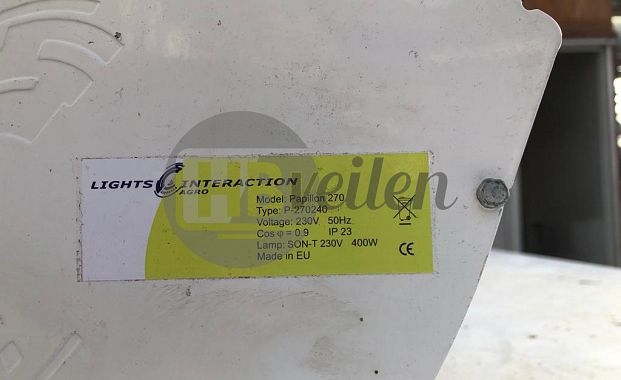 LIGHTS INTERACTION
AGRO
Model: Papillon 270
Type: P-270240
Voltage: 230V 50Hz
Cos φ = 0.9 IP 23
Lamp: SON-T 230V 400W
Made in EU
CE
HBveilen